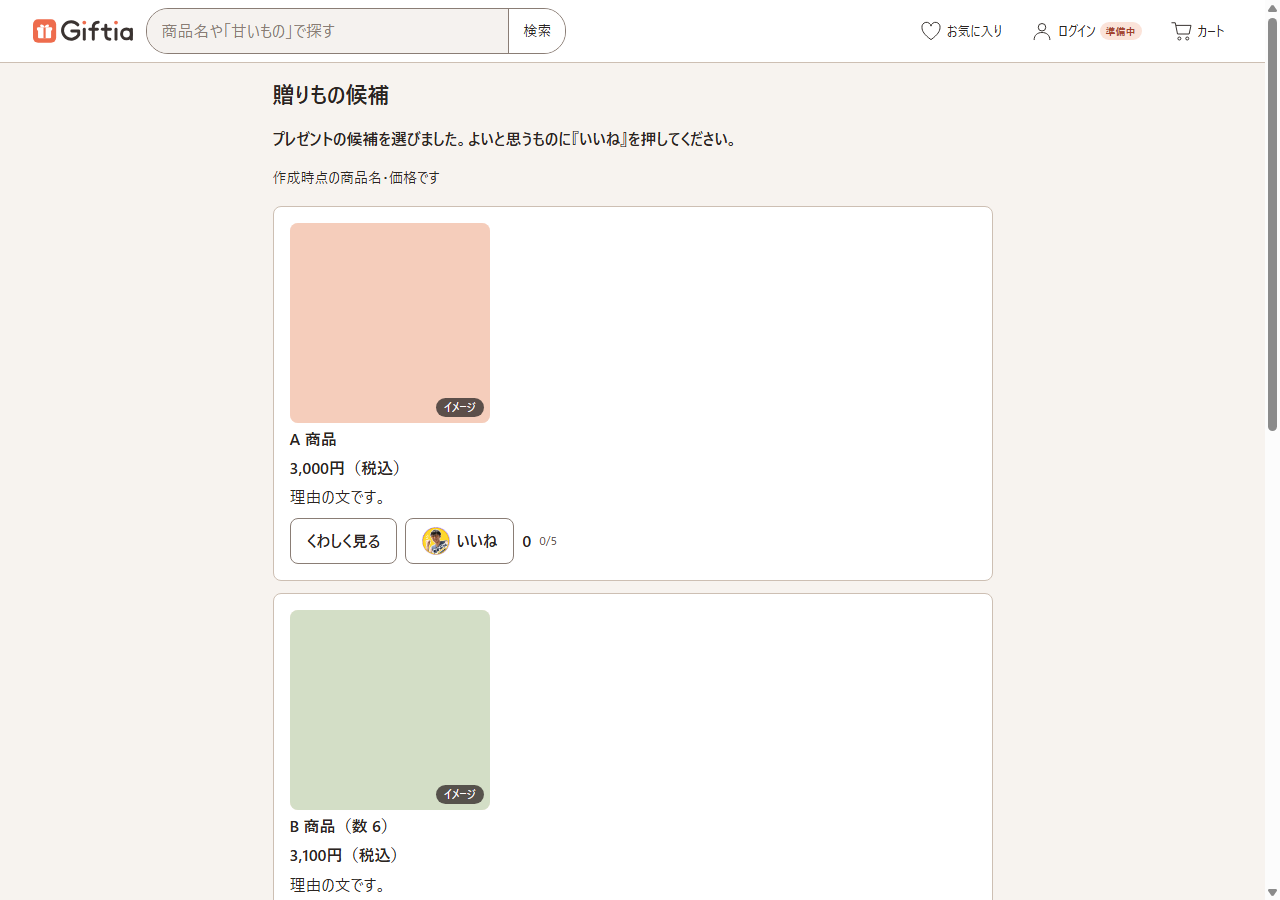 Giftia
商品名や「甘いもの」で探す
検索
お気に入り
ログイン
準備中
カート
贈りもの候補
プレゼントの候補を選びました。よいと思うものに『いいね』を押してください。
作成時点の商品名・価格です
イメージ
A 商品
3,000円（税込）
理由の文です。
くわしく見る
いいね
0
0/5
イメージ
B 商品（数 6）
3,100円（税込）
理由の文です。